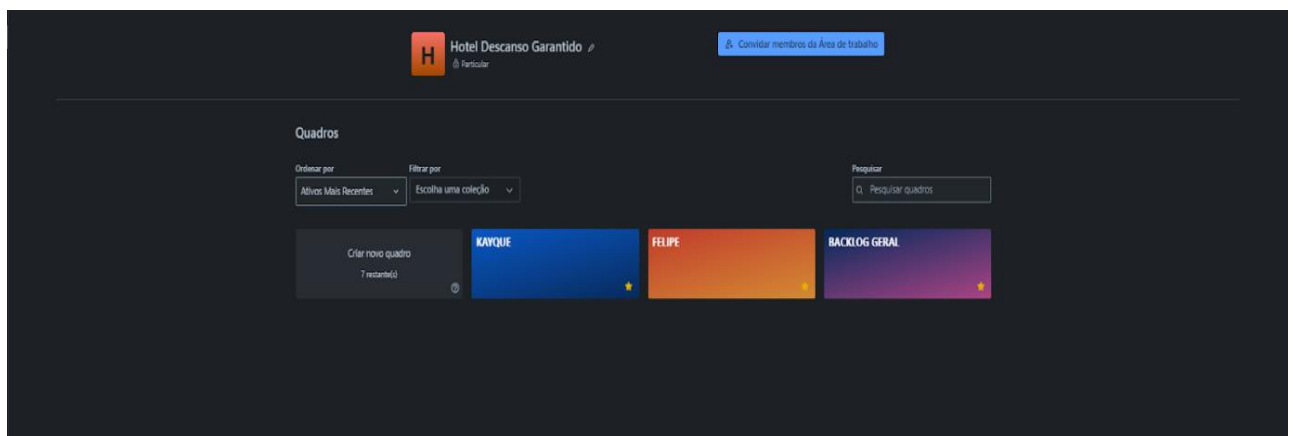 H
Hotel Descanso Garantido
Particular
Convidar membros da Área de trabalho
Quadros
Ordenar por
Filtrar por
Pesquisar
Ativos Mais Recentes
Escolha uma coleção
Pesquisar quadros
Criar novo quadro
7 restante(s)
KAYQUE
FELIPE
BACKLOG GERAL